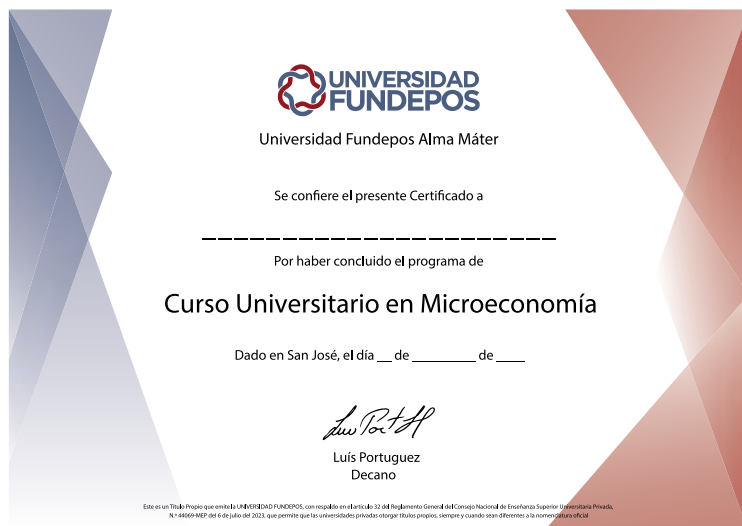 UNIVERSIDAD
FUNDEPOS
Universidad Fundepos Alma Máter
Se confiere el presente Certificado a
_ _ _ _ _ _ _ _ _ _ _ _ _ _ _ _ _ _ _ _ _ _
Por haber concluido el programa de
Curso Universitario en Microeconomía
Dado en San José, el día __ de _________ de ____
Luís Portuguez
Decano
Este es un Título Propio que emite la UNIVERSIDAD FUNDEPOS, con respaldo en el artículo 32 del Reglamento General del Consejo Nacional de Enseñanza Superior Universitaria Privada,
N.º 44069-MEP del 6 de julio del 2023, que permite que las universidades privadas otorgar títulos propios, siempre y cuando sean diferentes a la nomenclatura oficial